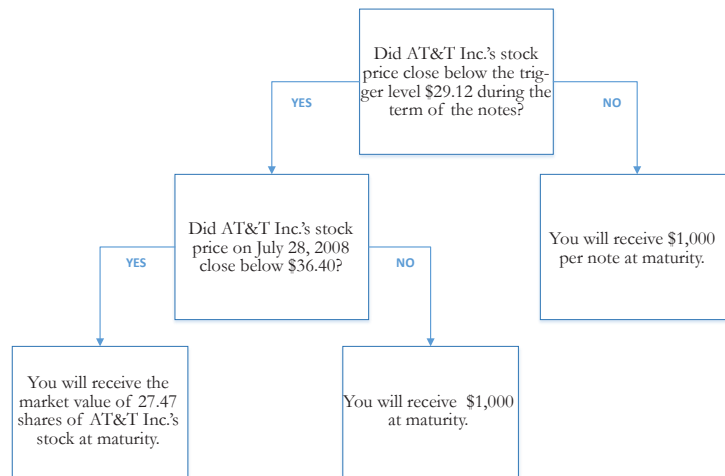 Did AT&T Inc.'s stock
price close below the trig-
ger level $29.12 during the
term of the notes?
YES
NO
Did AT&T Inc.'s stock
price on July 28, 2008
close below $36.40?
You will receive $1,000
per note at maturity.
YES
NO
You will receive the
market value of 27.47
shares of AT&T Inc.'s
stock at maturity.
You will receive $1,000
at maturity.